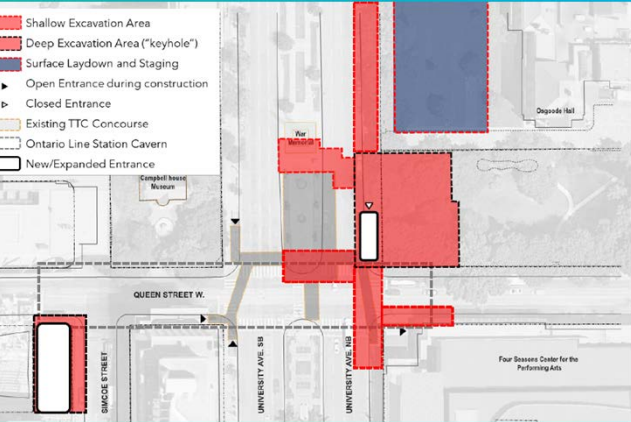 Shallow Excavation Area
Deep Excavation Area ("keyhole")
Surface Laydown and Staging
Open Entrance during construction
Closed Entrance
Existing TTC Concourse
Ontario Line Station Cavern
New/Expanded Entrance
Osgoode Hall
War
Memorial
Campbell house
Museum
QUEEN STREET W.
SIMCOE STREET
UNIVERSITY AVE. SB
UNIVERSITY AVE. NB
Four Seasons Center for the
Performing Arts